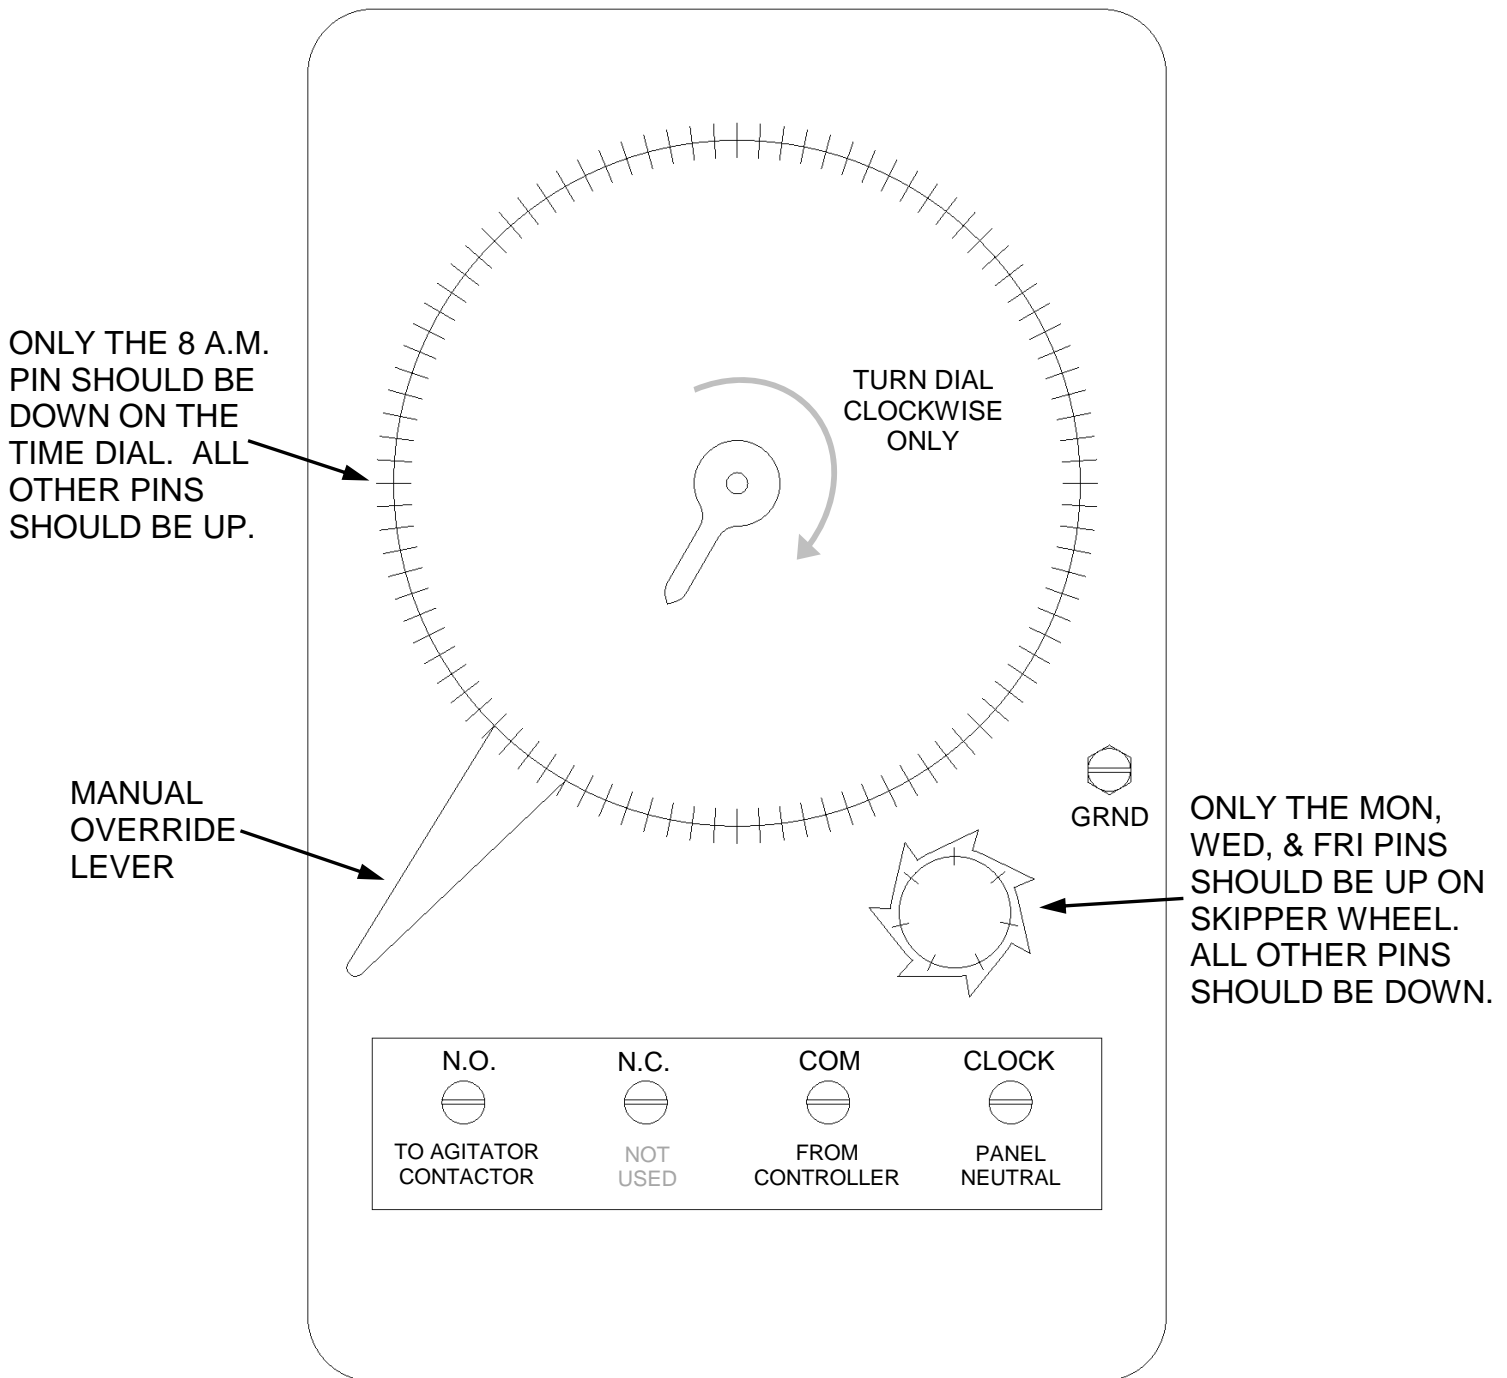 ONLY THE 8 A.M.
PIN SHOULD BE
DOWN ON THE
TIME DIAL.  ALL
OTHER PINS
SHOULD BE UP.
TURN DIAL
CLOCKWISE
ONLY
MANUAL
OVERRIDE
LEVER
GRND
ONLY THE MON,
WED, & FRI PINS
SHOULD BE UP ON
SKIPPER WHEEL.
ALL OTHER PINS
SHOULD BE DOWN.
N.O.
TO AGITATOR
CONTACTOR
N.C.
NOT
USED
COM
FROM
CONTROLLER
CLOCK
PANEL
NEUTRAL